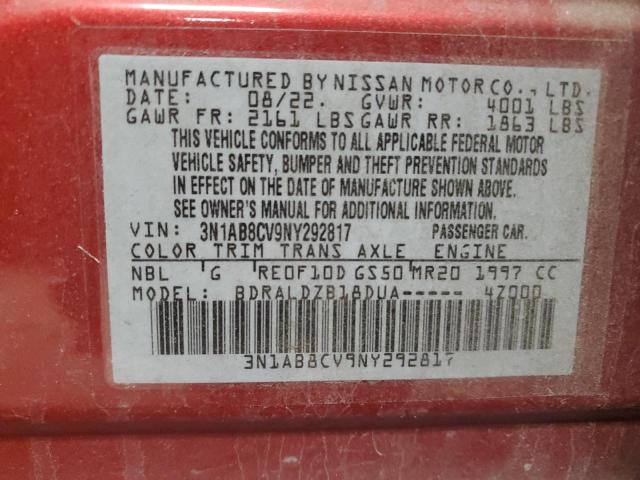 MANUFACTURED BY NISSAN MOTOR CO., LTD.
DATE: 08/22. GVWR: 4001 LBS
GAWR FR: 2161 LBS GAWR RR: 1863 LBS
THIS VEHICLE CONFORMS TO ALL APPLICABLE FEDERAL MOTOR
VEHICLE SAFETY, BUMPER AND THEFT PREVENTION STANDARDS
IN EFFECT ON THE DATE OF MANUFACTURE SHOWN ABOVE.
SEE OWNER'S MANUAL FOR ADDITIONAL INFORMATION.
VIN: 3N1AB8CV9NY292817 PASSENGER CAR.
COLOR TRIM TRANS AXLE ENGINE
NBL G RE0F10D GS50 MR20 1997 CC
MODEL: BDRALDZB18DUA----- 4Z000
3N1AB8CV9NY292817